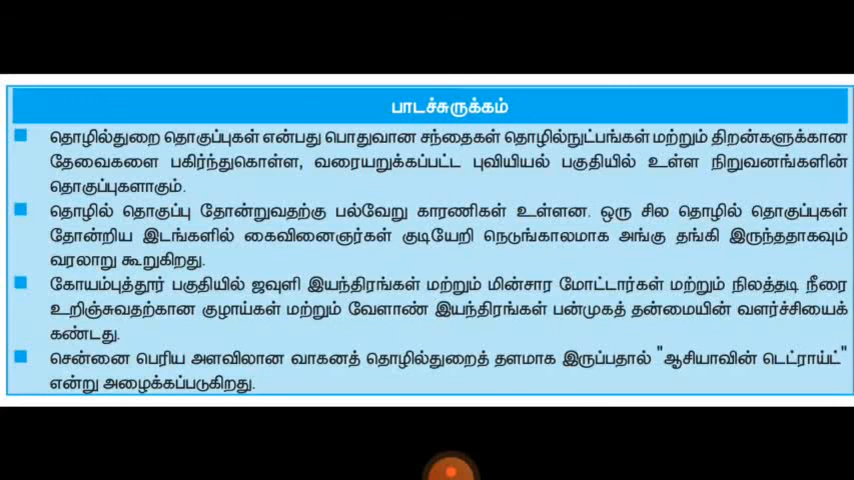 பாடச்சுருக்கம்
தொழில்துறை தொகுப்புகள் என்பது பொதுவான சந்தைகள் தொழில்நுட்பங்கள் மற்றும் திறன்களுக்கான
தேவைகளை பகிர்ந்துகொள்ள, வரையறுக்கப்பட்ட புவியியல் பகுதியில் உள்ள நிறுவனங்களின்
தொகுப்புகளாகும்.
தொழில் தொகுப்பு தோன்றுவதற்கு பல்வேறு காரணிகள் உள்ளன. ஒரு சில தொழில் தொகுப்புகள்
தோன்றிய இடங்களில் கைவினைஞர்கள் குடியேறி நெடுங்காலமாக அங்கு தங்கி இருந்ததாகவும்
வரலாறு கூறுகிறது.
கோயம்புத்தூர் பகுதியில் ஜவுளி இயந்திரங்கள் மற்றும் மின்சார மோட்டார்கள் மற்றும் நிலத்தடி நீரை
உறிஞ்சுவதற்கான குழாய்கள் மற்றும் வேளாண் இயந்திரங்கள் பன்முகத் தன்மையின் வளர்ச்சியைக்
கண்டது.
சென்னை பெரிய அளவிலான வாகனத் தொழில்துறைத் தளமாக இருப்பதால் "ஆசியாவின் டெட்ராய்ட்"
என்று அழைக்கப்படுகிறது.